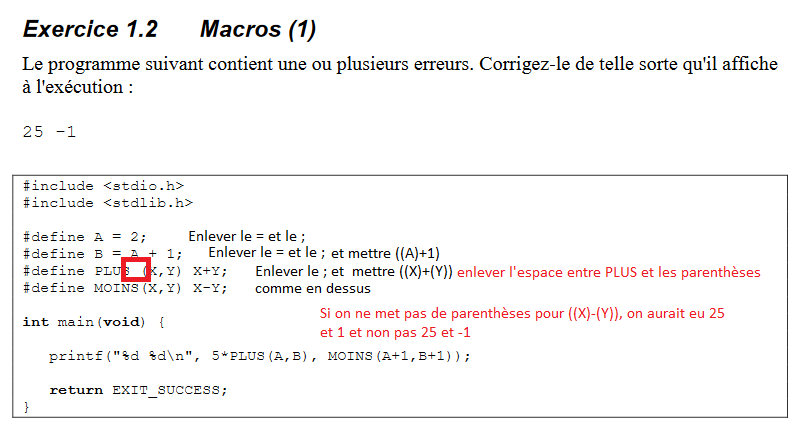 Exercice 1.2 Macros (1)
Le programme suivant contient une ou plusieurs erreurs. Corrigez-le de telle sorte qu'il affiche
à l'exécution :
25 -1
#include <stdio.h>
#include <stdlib.h>
#define A = 2; Enlever le = et le ;
#define B = A + 1; Enlever le = et le ; et mettre ((A)+1)
#define PLUS (X,Y) X+Y; Enlever le ; et mettre ((X)+(Y)) enlever l'espace entre PLUS et les parenthèses
#define MOINS(X,Y) X-Y; comme en dessus
int main(void) {
Si on ne met pas de parenthèses pour ((X)-(Y)), on aurait eu 25
et 1 et non pas 25 et -1
printf("%d %d\n", 5*PLUS(A,B), MOINS(A+1,B+1));
return EXIT_SUCCESS;
}